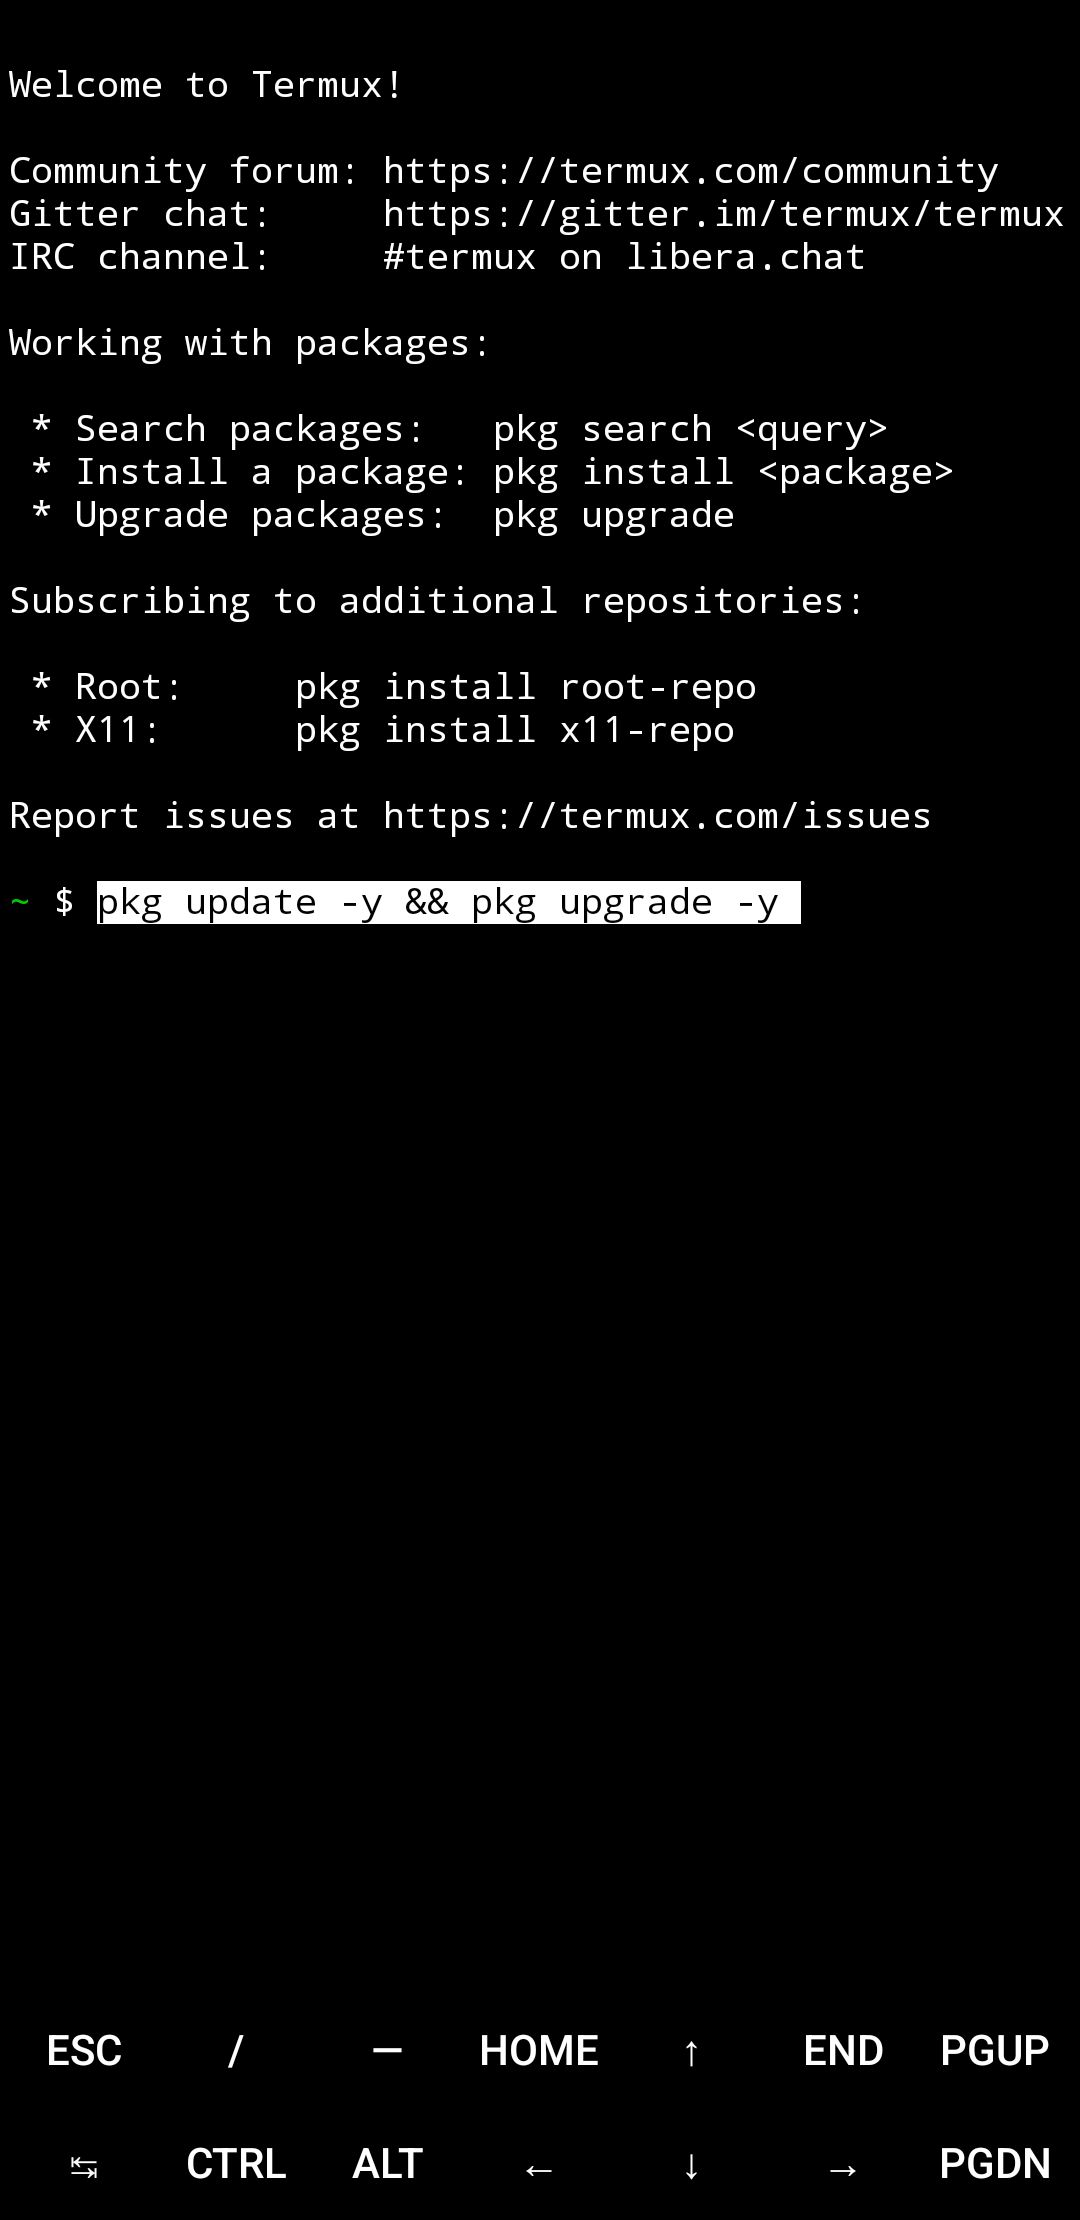 Welcome to Termux!
Community forum: https://termux.com/community
Gitter chat:     https://gitter.im/termux/termux
IRC channel:     #termux on libera.chat
Working with packages:
 * Search packages:   pkg search <query>
 * Install a package: pkg install <package>
 * Upgrade packages:  pkg upgrade
Subscribing to additional repositories:
 * Root:     pkg install root-repo
 * X11:      pkg install x11-repo
Report issues at https://termux.com/issues
~ $ pkg update -y && pkg upgrade -y
ESC / — HOME ↑ END PGUP
↹ CTRL ALT ← ↓ → PGDN